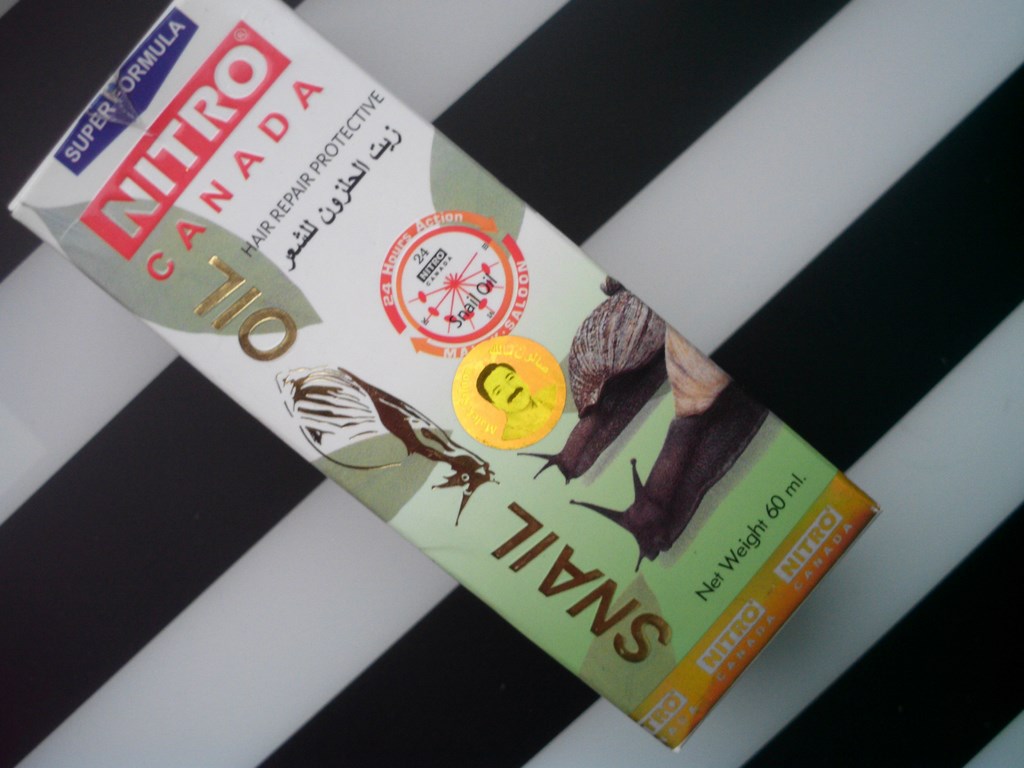 SUPER FORMULA
NITRO®
CANADA
HAIR REPAIR PROTECTIVE
زيت الحلزون للشعر
OIL
24 Hours Action
24
NITRO
CANADA
Snail Oil
SALOON
SNAIL
Net Weight 60 ml.
NITRO
CANADA
NITRO
CANADA